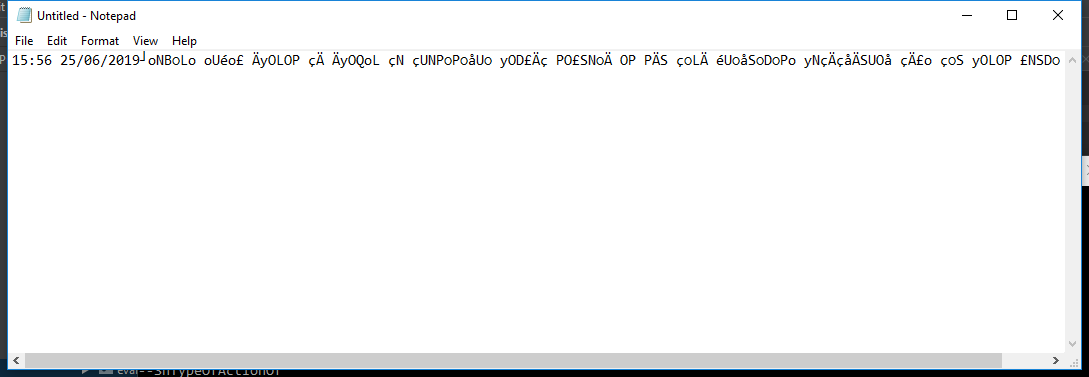 Untitled - Notepad
File Edit Format View Help
15:56 25/06/2019┘oNBoLo oUéo£ ÄyOLOP çÄ ÄyOQoL çN çUNPoPoåUo yOD£Äç PO£SNoÄ OP PÄS çoLÄ éUoåSoDoPo yNçÄçåÄSUOå çÄ£o çoS yOLOP £NSDo